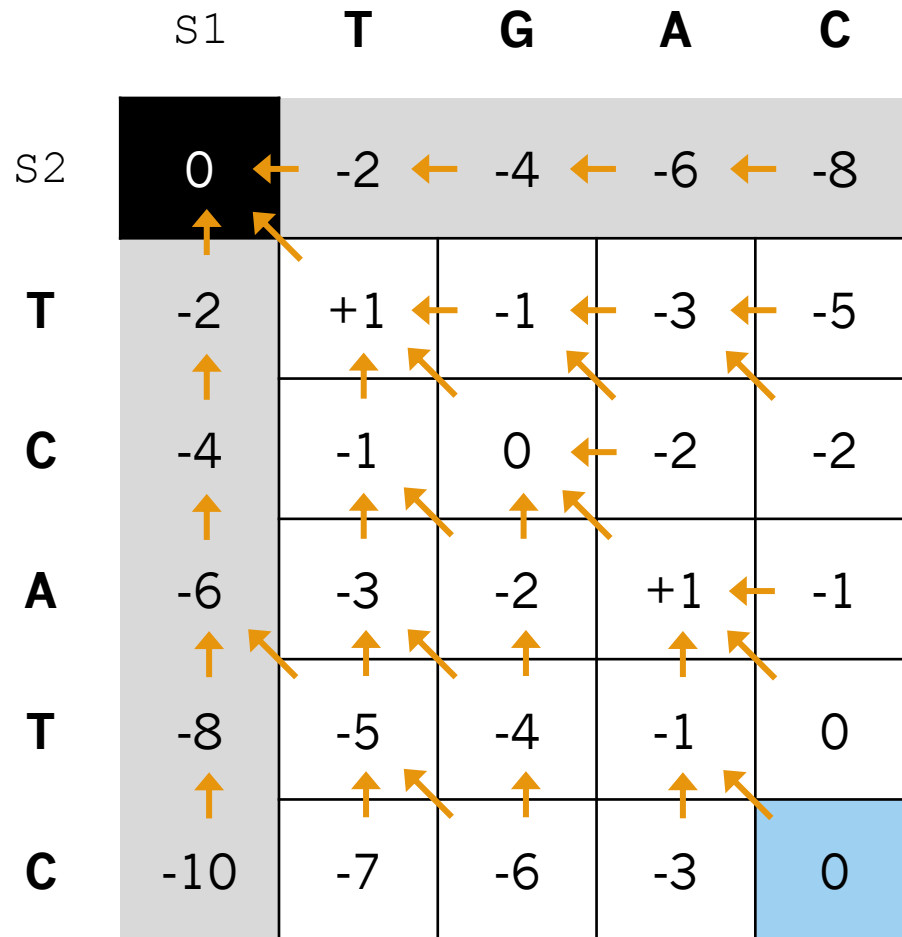 S1 T G A C
S2 0 -2 -4 -6 -8
T -2 +1 -1 -3 -5
C -4 -1 0 -2 -2
A -6 -3 -2 +1 -1
T -8 -5 -4 -1 0
C -10 -7 -6 -3 0